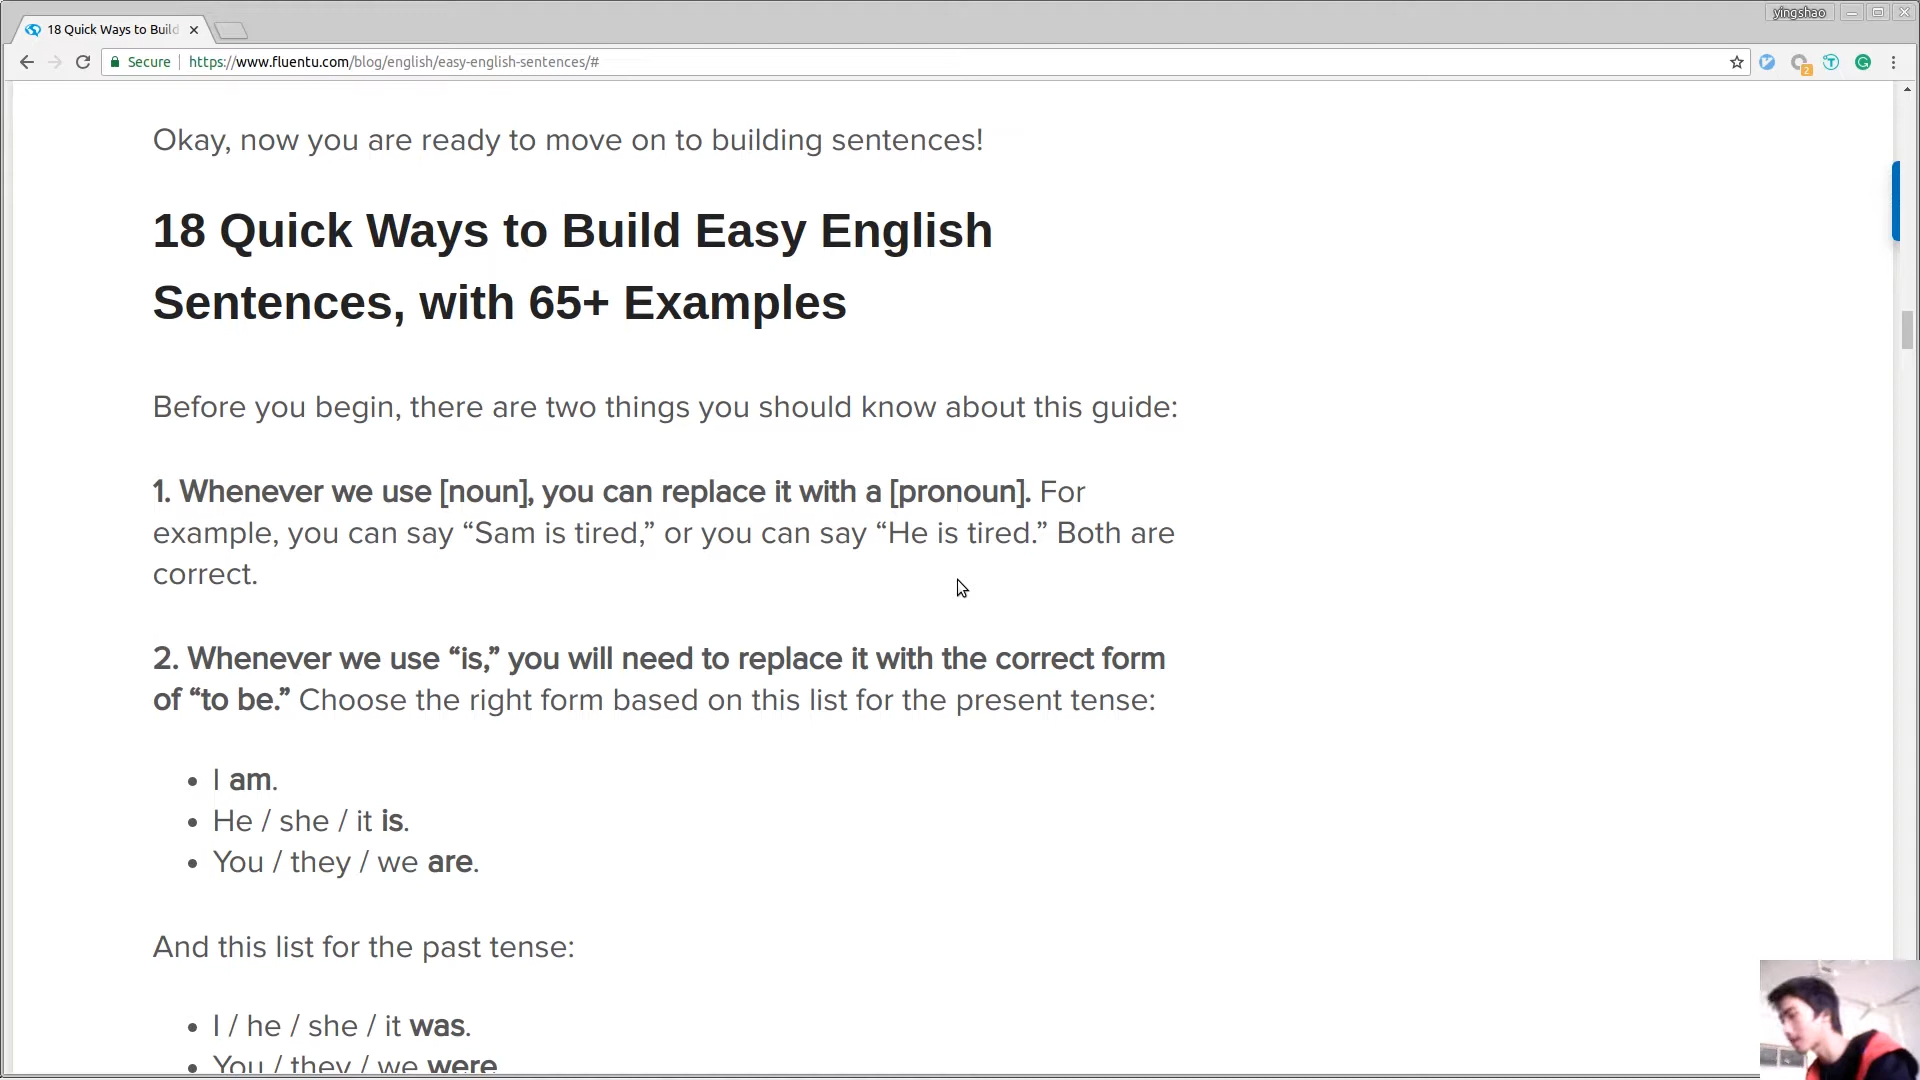 yingshao
18 Quick Ways to Build
Secure
https://www.fluentu.com/blog/english/easy-english-sentences/#
2
Okay, now you are ready to move on to building sentences!
18 Quick Ways to Build Easy English
Sentences, with 65+ Examples
Before you begin, there are two things you should know about this guide:
1. Whenever we use [noun], you can replace it with a [pronoun]. For
example, you can say “Sam is tired,” or you can say “He is tired.” Both are
correct.
2. Whenever we use “is,” you will need to replace it with the correct form
of “to be.” Choose the right form based on this list for the present tense:
• I am.
• He / she / it is.
• You / they / we are.
And this list for the past tense:
• I / he / she / it was.
• You / they / we were